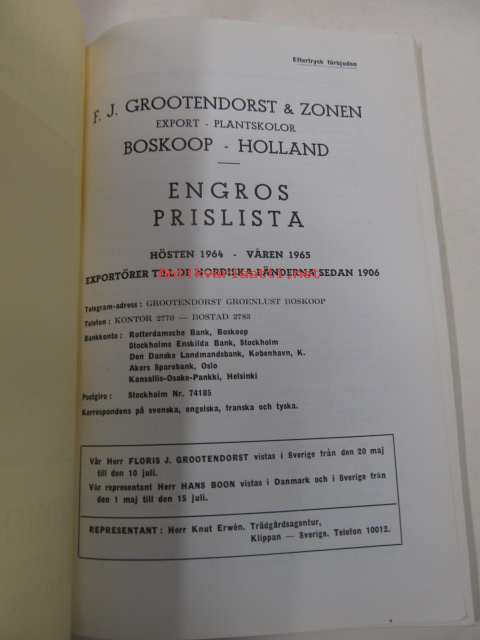 Eftertryck förbjudes
F. J. GROOTENDORST & ZONEN
EXPORT - PLANTSKOLOR
BOSKOOP - HOLLAND
ENGROS
PRISLISTA
HÖSTEN 1964 - VÅREN 1965
EXPORTÖRER TILL DE NORDISKA LÄNDERNA SEDAN 1906
Telegram-adress: GROOTENDORST GROENLUST BOSKOOP
Telefon: KONTOR 2770 — BOSTAD 2783
Bankkonto: Rotterdamsche Bank, Boskoop
Stockholms Enskilda Bank, Stockholm
Den Danske Landmandsbank, København, K.
Akers Sparebank, Oslo
Kansallis-Osake-Pankki, Helsinki
Postgiro: Stockholm Nr. 74185
Korrespondens på svenska, engelska, franska och tyska.
Vår Herr FLORIS J. GROOTENDORST vistas i Sverige från den 20 maj
till den 10 juli.
Vår representant Herr HANS BOON vistas i Danmark och i Sverige från
den 1 maj till den 15 juli.
REPRESENTANT: Herr Knut Erwén, Trädgårdsagentur,
Klippan — Sverige. Telefon 10012.